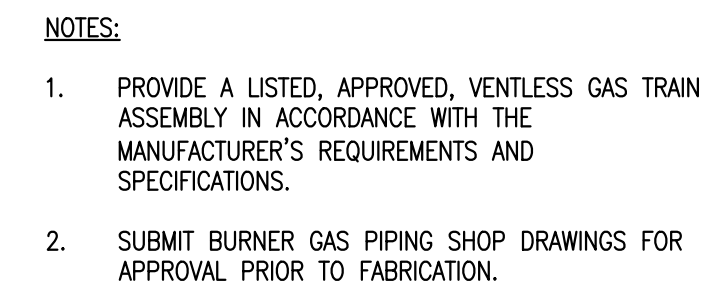 NOTES:
1. PROVIDE A LISTED, APPROVED, VENTLESS GAS TRAIN
ASSEMBLY IN ACCORDANCE WITH THE
MANUFACTURER'S REQUIREMENTS AND
SPECIFICATIONS.
2. SUBMIT BURNER GAS PIPING SHOP DRAWINGS FOR
APPROVAL PRIOR TO FABRICATION.